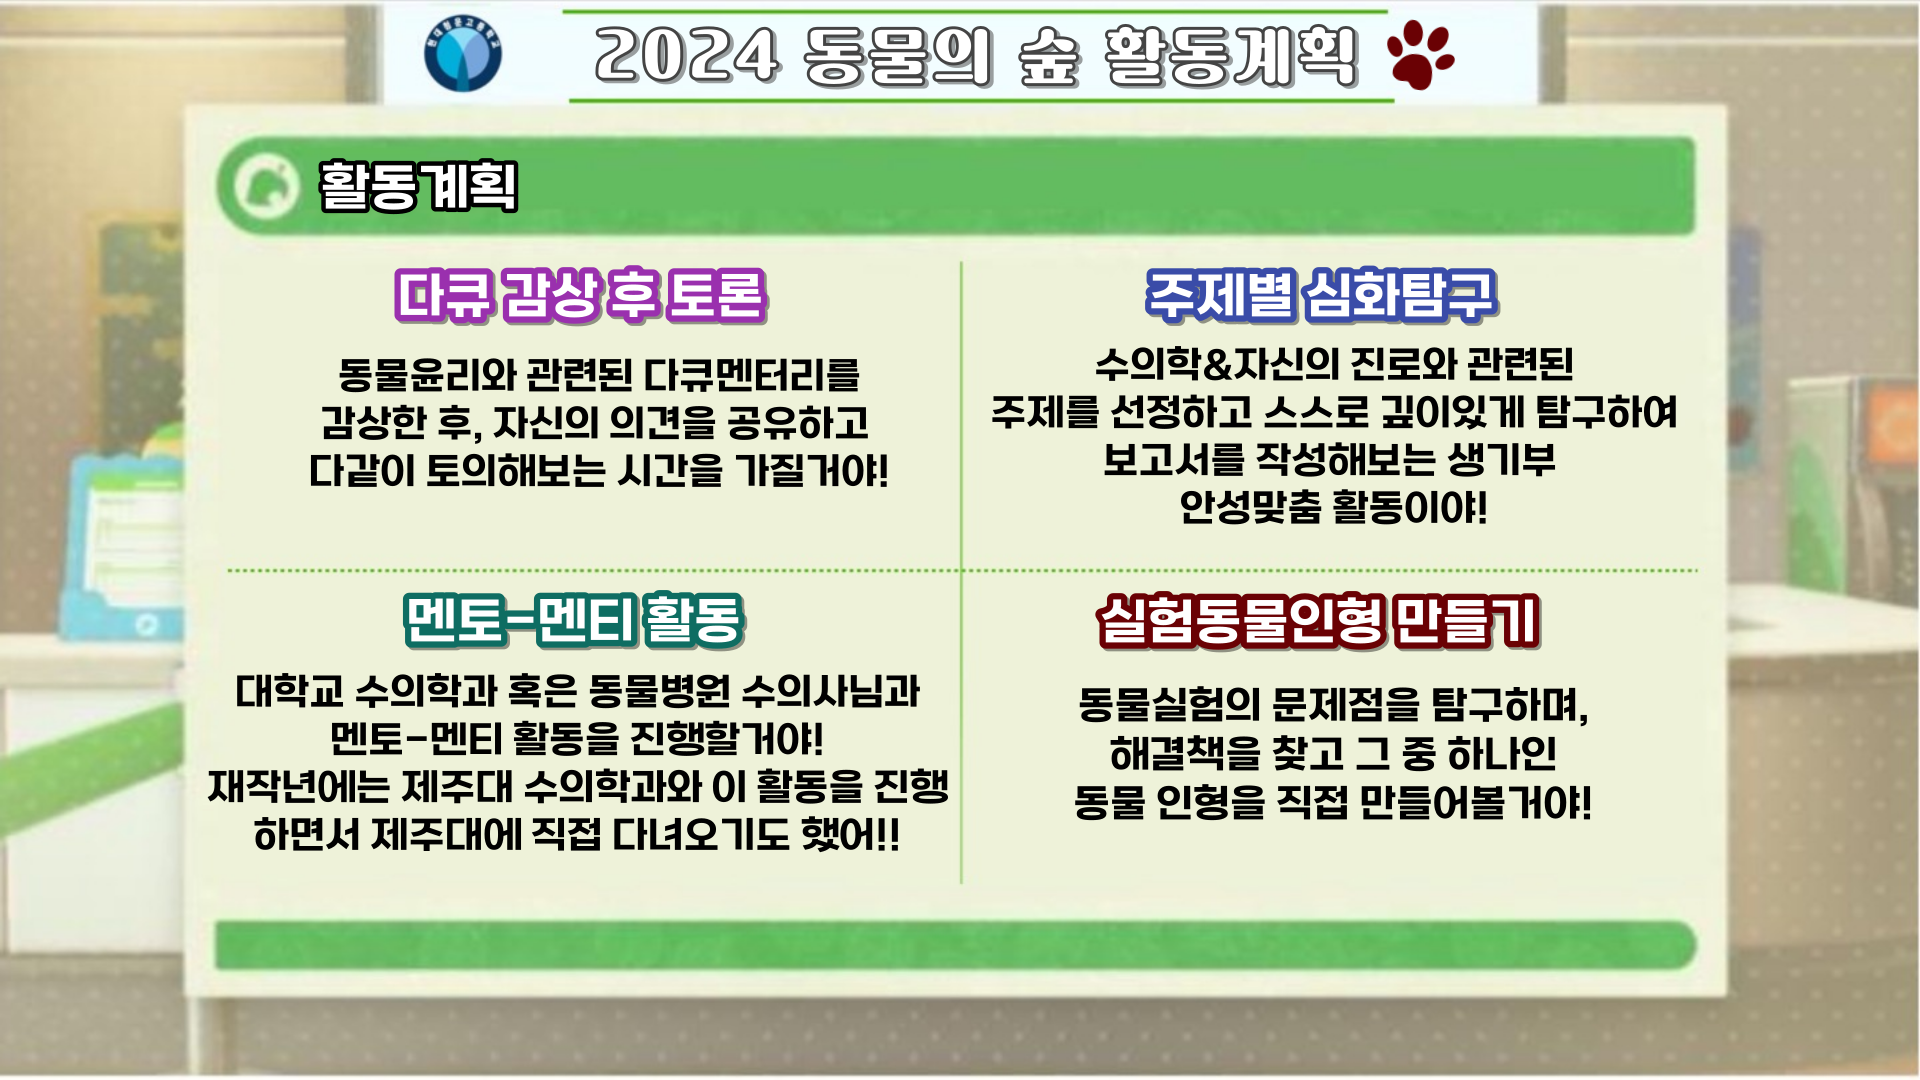 현대청운고등학교
2024 동물의 숲 활동계획
활동계획
다큐 감상 후 토론
동물윤리와 관련된 다큐멘터리를
감상한 후, 자신의 의견을 공유하고
다같이 토의해보는 시간을 가질거야!
주제별 심화탐구
수의학&자신의 진로와 관련된
주제를 선정하고 스스로 깊이있게 탐구하여
보고서를 작성해보는 생기부
안성맞춤 활동이야!
멘토-멘티 활동
대학교 수의학과 혹은 동물병원 수의사님과
멘토-멘티 활동을 진행할거야!
재작년에는 제주대 수의학과와 이 활동을 진행
하면서 제주대에 직접 다녀오기도 했어!!
실험동물인형 만들기
동물실험의 문제점을 탐구하며,
해결책을 찾고 그 중 하나인
동물 인형을 직접 만들어볼거야!